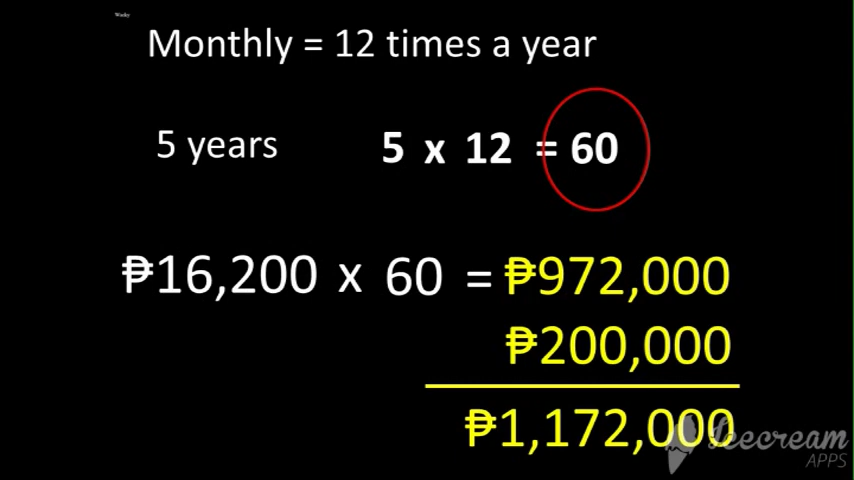 Monthly = 12 times a year
5 years 5 x 12 = 60
₱16,200 x 60 = ₱972,000
₱200,000
₱1,172,000
Icecream
APPS